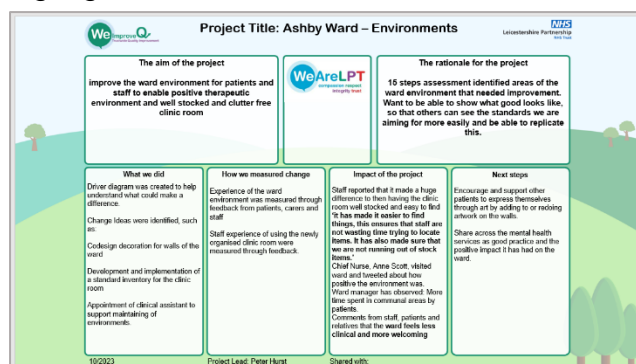 WeImproveQ
Project Title: Ashby Ward – Environments
NHS
Leicestershire Partnership
NHS Trust
The aim of the project
improve the ward environment for patients and
staff to enable positive therapeutic
environment and well stocked and clutter free
clinic room
WeAreLPT
compassion respect
integrity trust
The rationale for the project
15 steps assessment identified areas of the
ward environment that needed improvement.
Want to be able to show what good looks like,
so that others can see the standards we are
aiming for more easily and be able to replicate
this.
What we did
Driver diagram was created to help
understand what could make a
difference.
Change Ideas were identified, such
as:
Codesign decoration for walls of the
ward
Development and implementation of
a standard inventory for the clinic
room
Appointment of clinical assistant to
support maintaining of
environments.
How we measured change
Experience of the ward
environment was measured through
feedback from patients, carers and
staff
Staff experience of using the newly
organised clinic room were
measured through feedback.
Impact of the project
Staff reported that it made a huge
difference to then having the clinic
room well stocked and easy to find
'it has made it easier to find
things, this ensures that staff are
not wasting time trying to locate
items. It has also made sure that
we are not running out of stock
items.'
Chief Nurse, Anne Scott, visited
ward and tweeted about how
positive the environment was.
Ward manager has observed: More
time spent in communal areas by
patients.
Comments from staff, patients and
relatives that the ward feels less
clinical and more welcoming
Next steps
Encourage and support other
patients to express themselves
through art by adding to or redoing
artwork on the walls.
Share across the mental health
services as good practice and the
positive impact it has had on the
ward.
10/2023
Project Lead: Peter Hurst
Shared with: